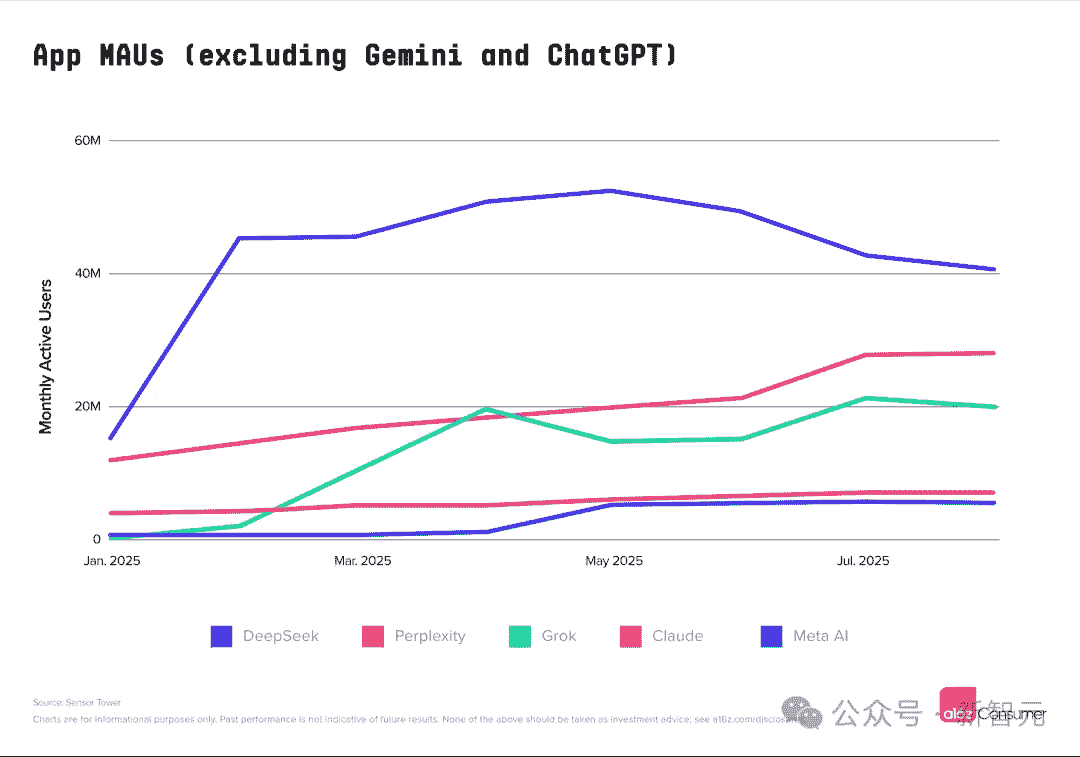 App MAUs (excluding Gemini and ChatGPT)
60M
40M
20M
0
Monthly Active Users
Jan. 2025 Mar. 2025 May 2025 Jul. 2025
DeepSeek Perplexity Grok Claude Meta AI
Source: Sensor Tower
Charts are for informational purposes only. Past performance is not indicative of future results. None of the above should be taken as investment advice; see a16z.com/disclos
公众号 · 新智元
a16z Consumer